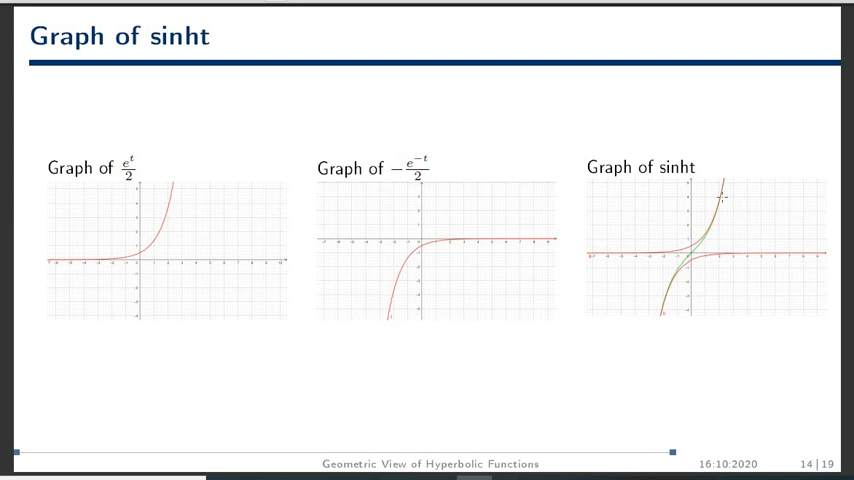 Graph of sinht
Graph of e^t/2
Graph of −e^−t/2
Graph of sinht
Geometric View of Hyperbolic Functions
16:10:2020
14|19